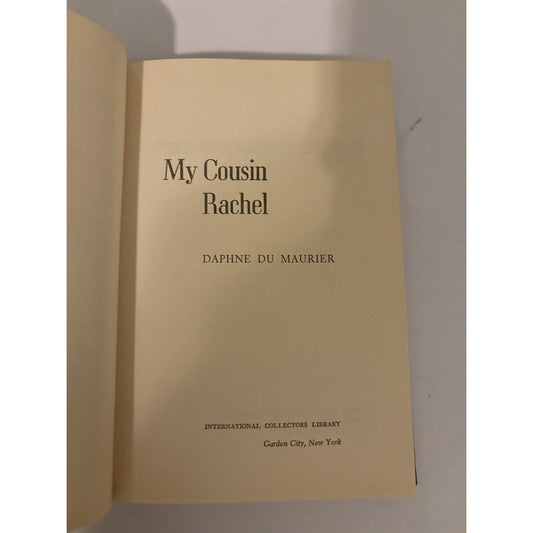 My Cousin
Rachel
DAPHNE DU MAURIER
INTERNATIONAL COLLECTORS LIBRARY
Garden City, New York